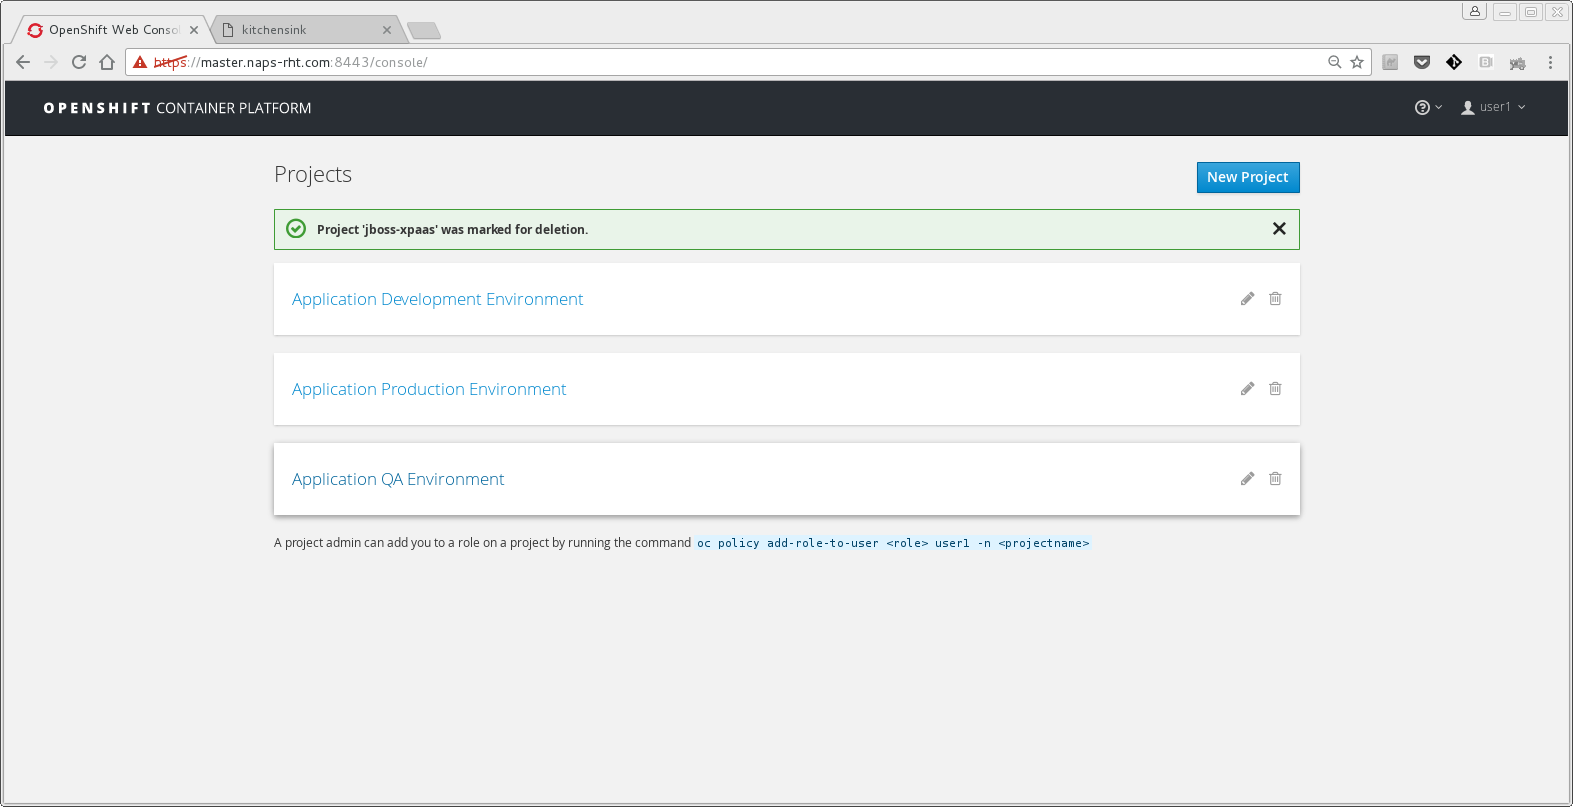 OpenShift Web Conso
kitchensink
https://master.naps-rht.com:8443/console/
OPENSHIFT CONTAINER PLATFORM
user1
Projects
New Project
Project 'jboss-xpaas' was marked for deletion.
Application Development Environment
Application Production Environment
Application QA Environment
A project admin can add you to a role on a project by running the command oc policy add-role-to-user <role> user1 -n <projectname>